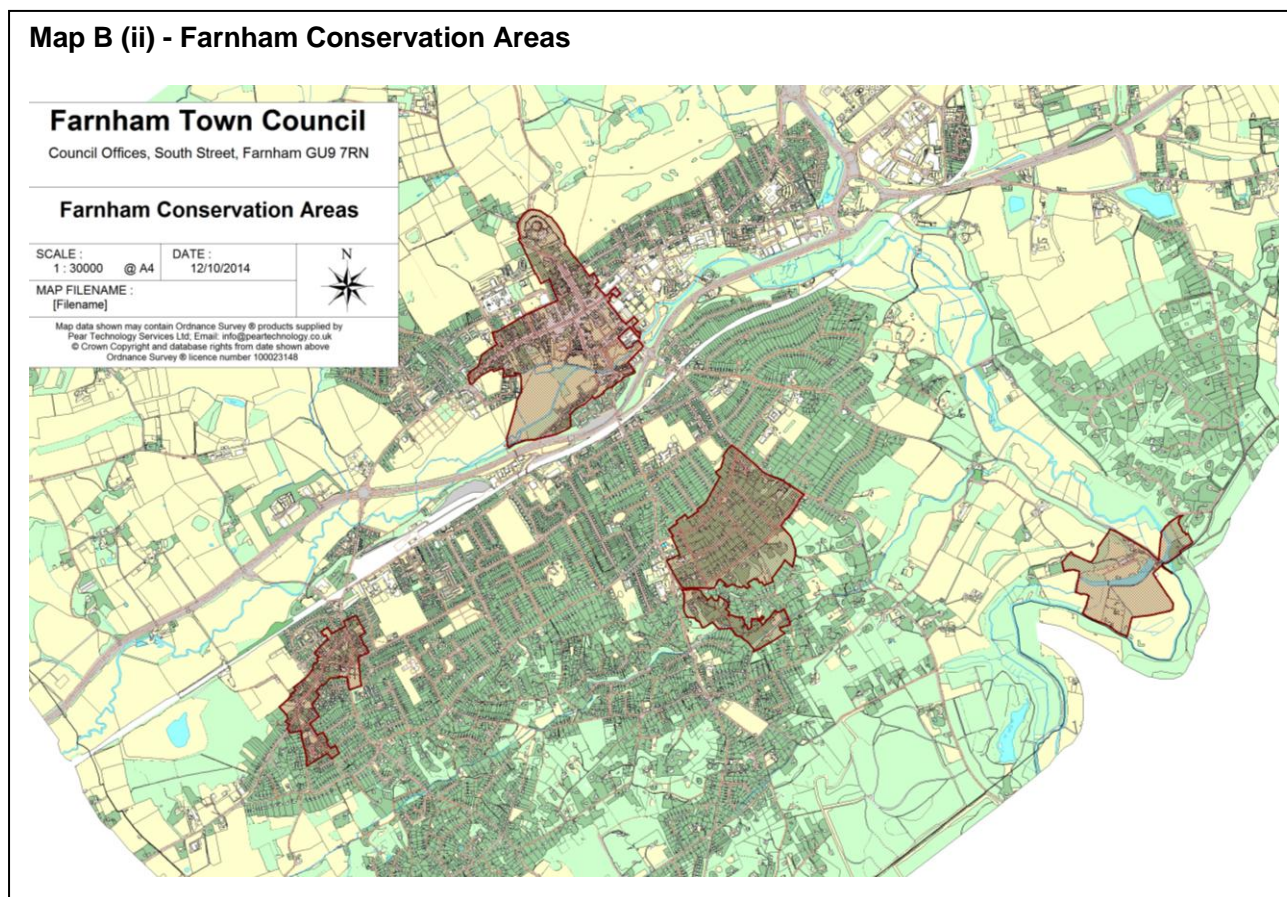 Map B (ii) - Farnham Conservation Areas
Farnham Town Council
Council Offices, South Street, Farnham GU9 7RN
Farnham Conservation Areas
SCALE :
1 : 30000 @ A4
DATE :
12/10/2014
N
MAP FILENAME :
[Filename]
Map data shown may contain Ordnance Survey ® products supplied by
Pear Technology Services Ltd; Email: info@peartechnology.co.uk
© Crown Copyright and database rights from date shown above
Ordnance Survey ® licence number 100023148